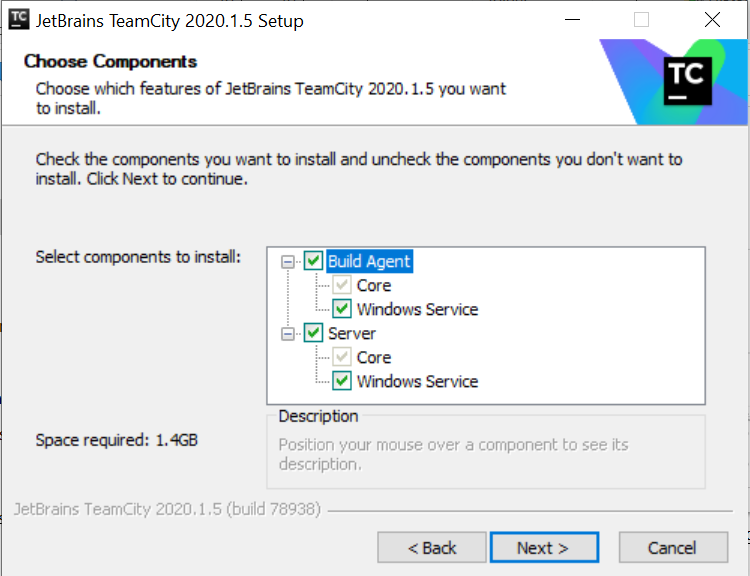 TC JetBrains TeamCity 2020.1.5 Setup
Choose Components
Choose which features of JetBrains TeamCity 2020.1.5 you want
to install.
TC
Check the components you want to install and uncheck the components you don't want to
install. Click Next to continue.
Select components to install:
Build Agent
Core
Windows Service
Server
Core
Windows Service
Space required: 1.4GB
Description
Position your mouse over a component to see its
description.
JetBrains TeamCity 2020.1.5 (build 78938)
< Back Next > Cancel